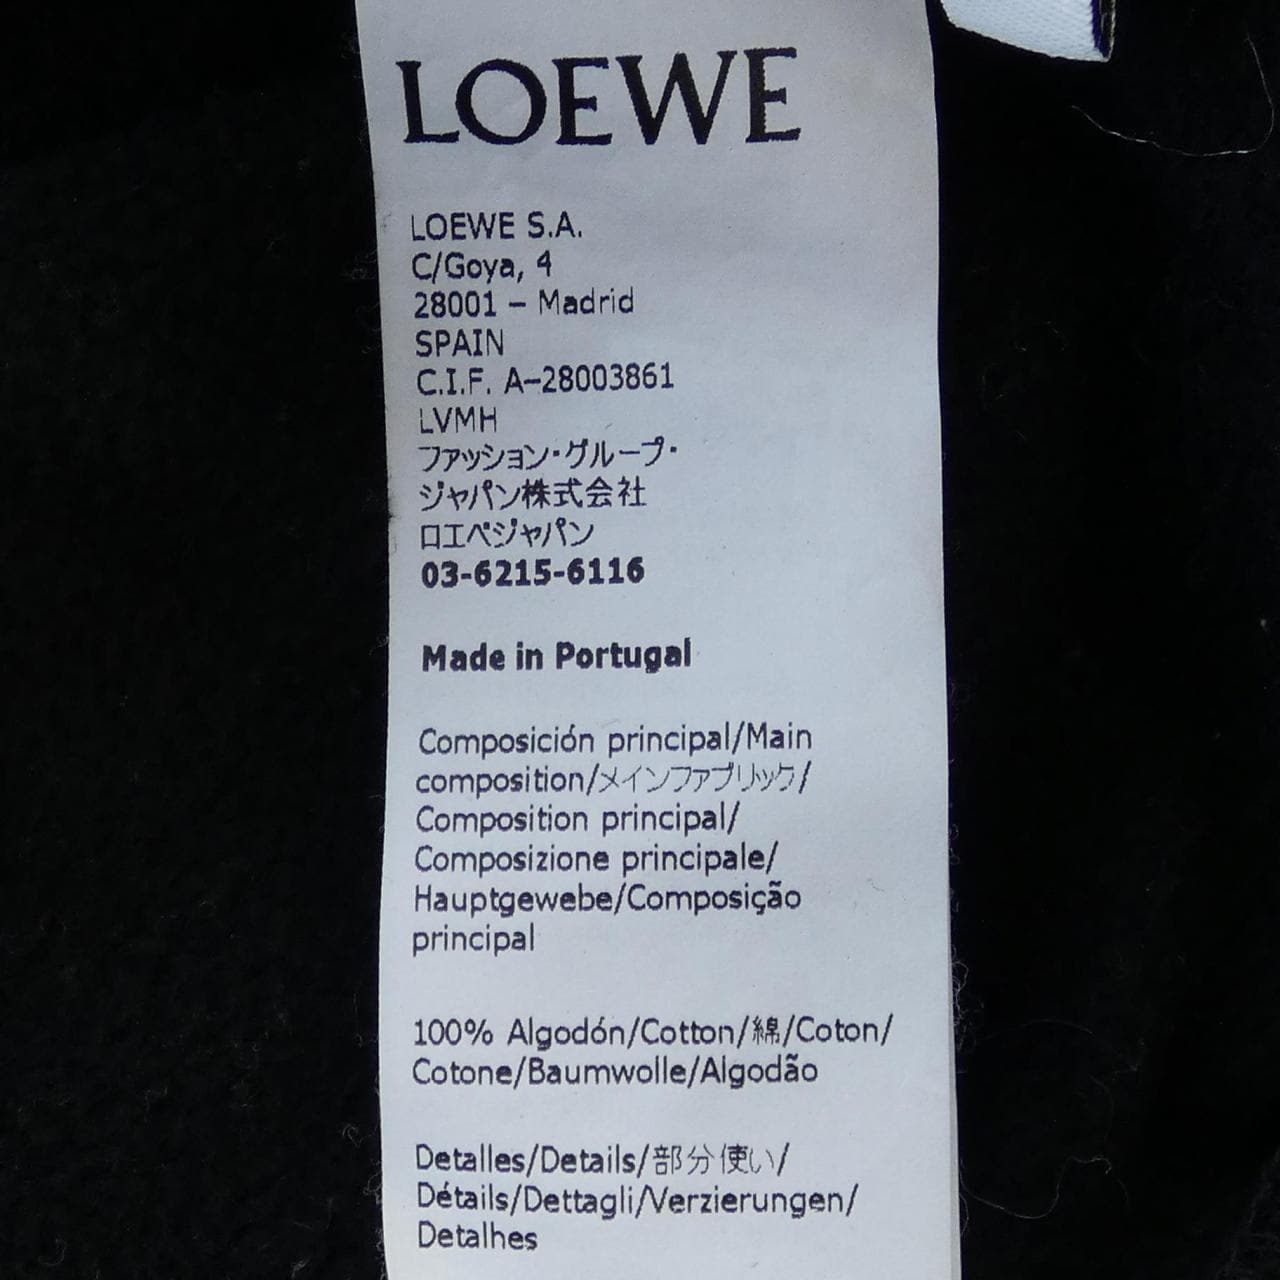 LOEWE
LOEWE S.A.
C/Goya, 4
28001 – Madrid
SPAIN
C.I.F. A–28003861
LVMH
ファッション・グループ・
ジャパン株式会社
ロエベジャパン
03-6215-6116
Made in Portugal
Composición principal/Main
composition/メインファブリック/
Composition principal/
Composizione principale/
Hauptgewebe/Composição
principal
100% Algodón/Cotton/綿/Coton/
Cotone/Baumwolle/Algodão
Detalles/Details/部分使い/
Détails/Dettagli/Verzierungen/
Detalhes